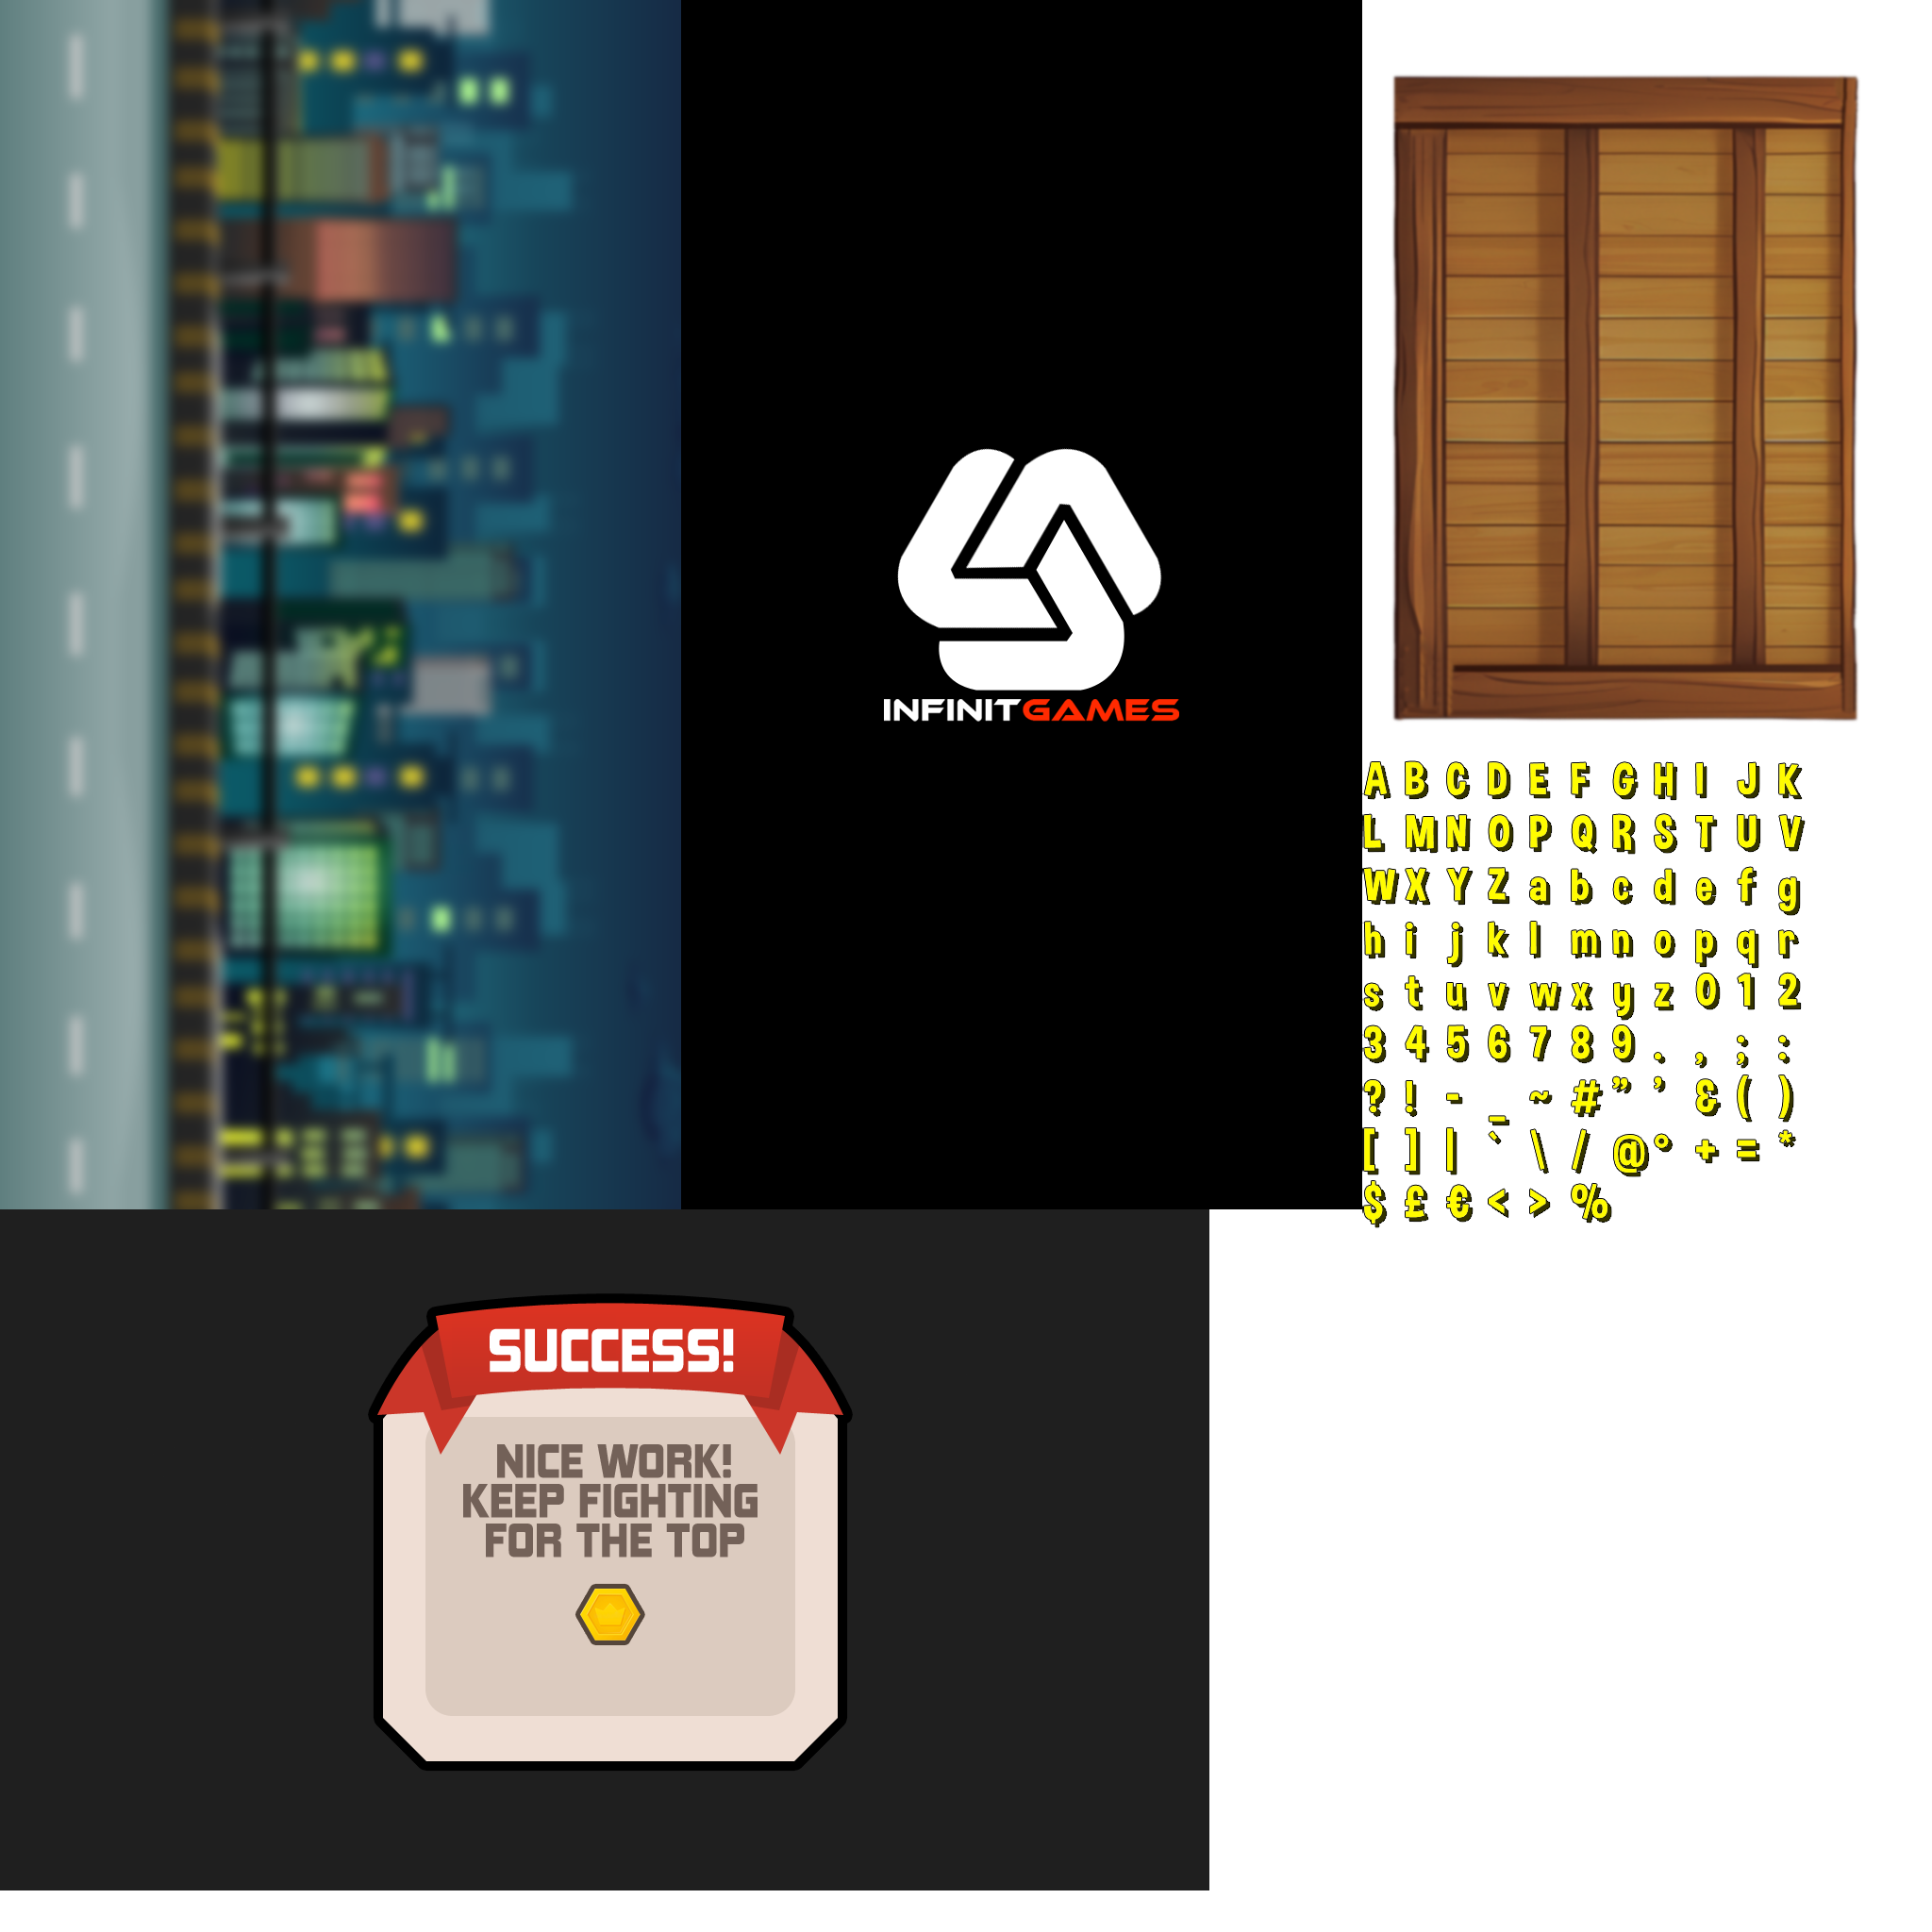 INFINITGAMES
A B C D E F G H I J K
L M N O P Q R S T U V
W X Y Z a b c d e f g
h i j k l m n o p q r
s t u v w x y z 0 1 2
3 4 5 6 7 8 9 . , ; :
? ! - _ ~ # ” ’ & ( )
[ ] | ` \ / @ ° + = *
$ £ € < > %
SUCCESS!
NICE WORK!
KEEP FIGHTING
FOR THE TOP